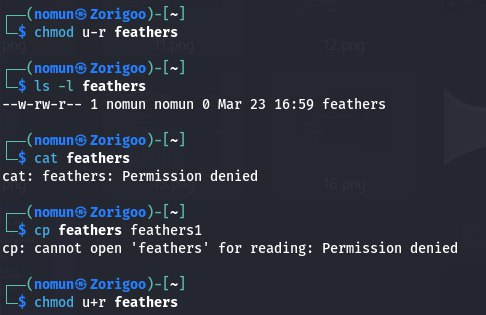 ┌──(nomun㉿Zorigoo)-[~]
└─$ chmod u-r feathers
┌──(nomun㉿Zorigoo)-[~]
└─$ ls -l feathers
--w-rw-r-- 1 nomun nomun 0 Mar 23 16:59 feathers
┌──(nomun㉿Zorigoo)-[~]
└─$ cat feathers
cat: feathers: Permission denied
┌──(nomun㉿Zorigoo)-[~]
└─$ cp feathers feathers1
cp: cannot open 'feathers' for reading: Permission denied
┌──(nomun㉿Zorigoo)-[~]
└─$ chmod u+r feathers